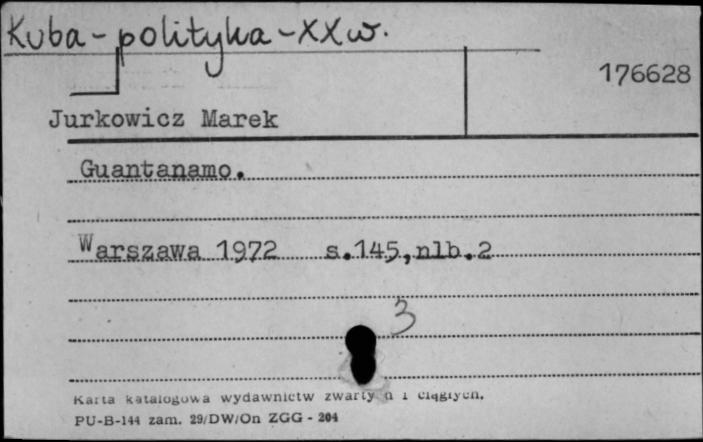 Kuba - polityka - XX w.
176628
Jurkowicz Marek
Guantanamo.
Warszawa 1972 s.145,nlb.2
3
Karta katalogowa wydawnictw zwartych i ciągłych.
PU-B-144 zam. 29/DW/On ZGG - 204